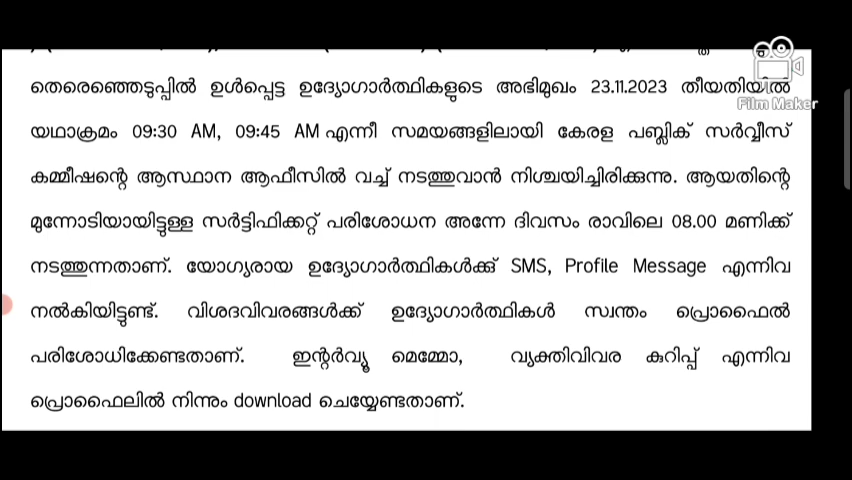 തെരെഞ്ഞെടുപ്പിൽ ഉൾപ്പെട്ട ഉദ്യോഗാർത്ഥികളുടെ അഭിമുഖം 23.11.2023 തീയതിയിൽ
Film Maker
യഥാക്രമം 09:30 AM, 09:45 AM എന്നീ സമയങ്ങളിലായി കേരള പബ്ലിക് സർവ്വീസ്
കമ്മീഷന്റെ ആസ്ഥാന ആഫീസിൽ വച്ച് നടത്തുവാൻ നിശ്ചയിച്ചിരിക്കുന്നു. ആയതിന്റെ
മുന്നോടിയായിട്ടുള്ള സർട്ടിഫിക്കറ്റ് പരിശോധന അന്നേ ദിവസം രാവിലെ 08.00 മണിക്ക്
നടത്തുന്നതാണ്. യോഗ്യരായ ഉദ്യോഗാർത്ഥികൾക്കു് SMS, Profile Message എന്നിവ
നൽകിയിട്ടുണ്ട്. വിശദവിവരങ്ങൾക്ക് ഉദ്യോഗാർത്ഥികൾ സ്വന്തം പ്രൊഫൈൽ
പരിശോധിക്കേണ്ടതാണ്. ഇന്റർവ്യൂ മെമ്മോ, വ്യക്തിവിവര കുറിപ്പ് എന്നിവ
പ്രൊഫൈലിൽ നിന്നും download ചെയ്യേണ്ടതാണ്.